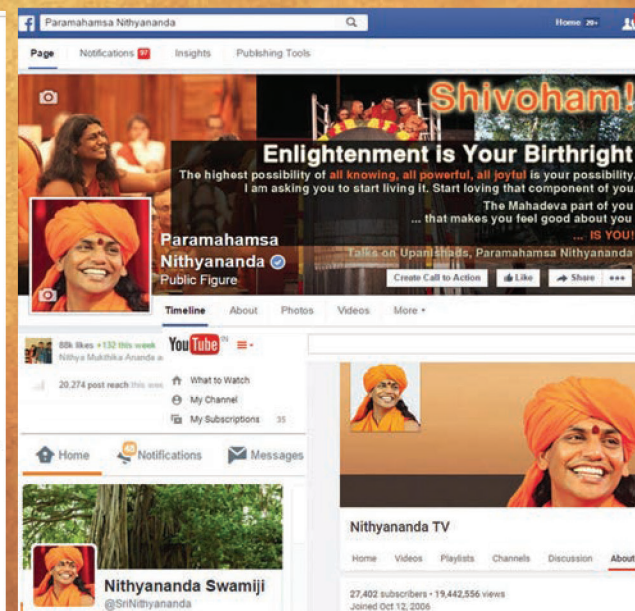 f Paramahamsa Nithyananda
Home 20+
Page Notifications 97 Insights Publishing Tools
Shivoham!
Enlightenment is Your Birthright
The highest possibility of all knowing, all powerful, all joyful is your possibility.
I am asking you to start living it. Start loving that component of you
The Mahadeva part of you
... that makes you feel good about you
... IS YOU!
Talks on Upanishads, Paramahamsa Nithyananda
Paramahamsa
Nithyananda
Public Figure
Create Call to Action Like Share
Timeline About Photos Videos More
88k likes +132 this week
Nithya Mukthika Ananda
20,274 post reach this
YouTube IN
What to Watch
My Channel
My Subscriptions 35
Home Notifications Messages
Nithyananda Swamiji
@SriNithyananda
Nithyananda TV
Home Videos Playlists Channels Discussion About
27,402 subscribers • 19,442,556 views
Joined Oct 12, 2006